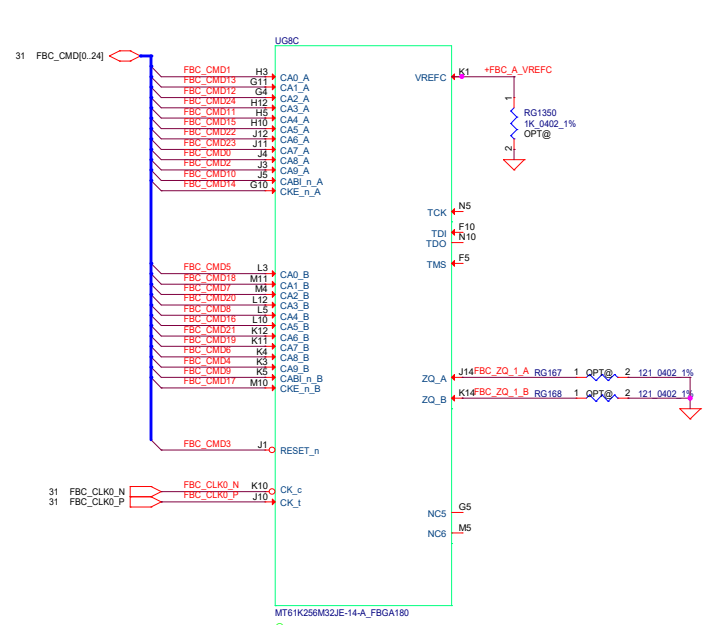 UG8C
31 FBC_CMD[0..24]
FBC_CMD1 H3 CA0_A
FBC_CMD13 G11 CA1_A
FBC_CMD12 G4 CA2_A
FBC_CMD24 H12 CA3_A
FBC_CMD11 H5 CA4_A
FBC_CMD15 H10 CA5_A
FBC_CMD22 J12 CA6_A
FBC_CMD23 J11 CA7_A
FBC_CMD0 J4 CA8_A
FBC_CMD2 J3 CA9_A
FBC_CMD10 J5 CABI_n_A
FBC_CMD14 G10 CKE_n_A
VREFC K1 +FBC_A_VREFC
1
RG1350
1K_0402_1%
OPT@
2
TCK N5
TDI F10
TDO N10
TMS F5
FBC_CMD5 L3 CA0_B
FBC_CMD18 M11 CA1_B
FBC_CMD7 M4 CA2_B
FBC_CMD20 L12 CA3_B
FBC_CMD8 L5 CA4_B
FBC_CMD16 L10 CA5_B
FBC_CMD21 K12 CA6_B
FBC_CMD19 K11 CA7_B
FBC_CMD6 K4 CA8_B
FBC_CMD4 K3 CA9_B
FBC_CMD9 K5 CABI_n_B
FBC_CMD17 M10 CKE_n_B
ZQ_A J14 FBC_ZQ_1_A RG167 1 OPT@ 2 121_0402_1%
ZQ_B K14 FBC_ZQ_1_B RG168 1 OPT@ 2 121_0402_1%
FBC_CMD3 J1 RESET_n
31 FBC_CLK0_N FBC_CLK0_N K10 CK_c
31 FBC_CLK0_P FBC_CLK0_P J10 CK_t
NC5 G5
NC6 M5
MT61K256M32JE-14-A_FBGA180